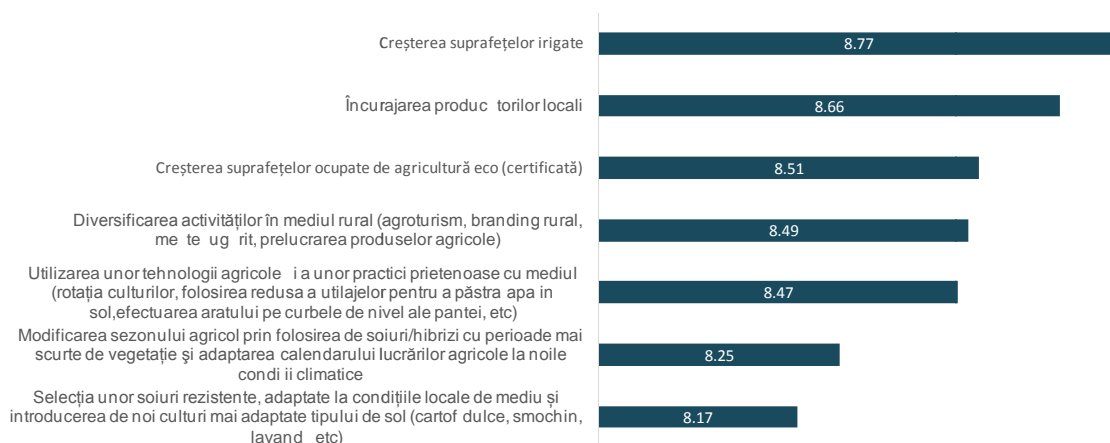 Creșterea suprafețelor irigate
8.77
Încurajarea produc torilor locali
8.66
Creșterea suprafețelor ocupate de agricultură eco (certificată)
8.51
Diversificarea activităților în mediul rural (agroturism, branding rural,
me te ug rit, prelucrarea produselor agricole)
8.49
Utilizarea unor tehnologii agricole i a unor practici prietenoase cu mediul
(rotația culturilor, folosirea redusa a utilajelor pentru a păstra apa in
sol,efectuarea aratului pe curbele de nivel ale pantei, etc)
8.47
Modificarea sezonului agricol prin folosirea de soiuri/hibrizi cu perioade mai
scurte de vegetație şi adaptarea calendarului lucrărilor agricole la noile
condi ii climatice
8.25
Selecția unor soiuri rezistente, adaptate la condițiile locale de mediu și
introducerea de noi culturi mai adaptate tipului de sol (cartof dulce, smochin,
lavand etc)
8.17